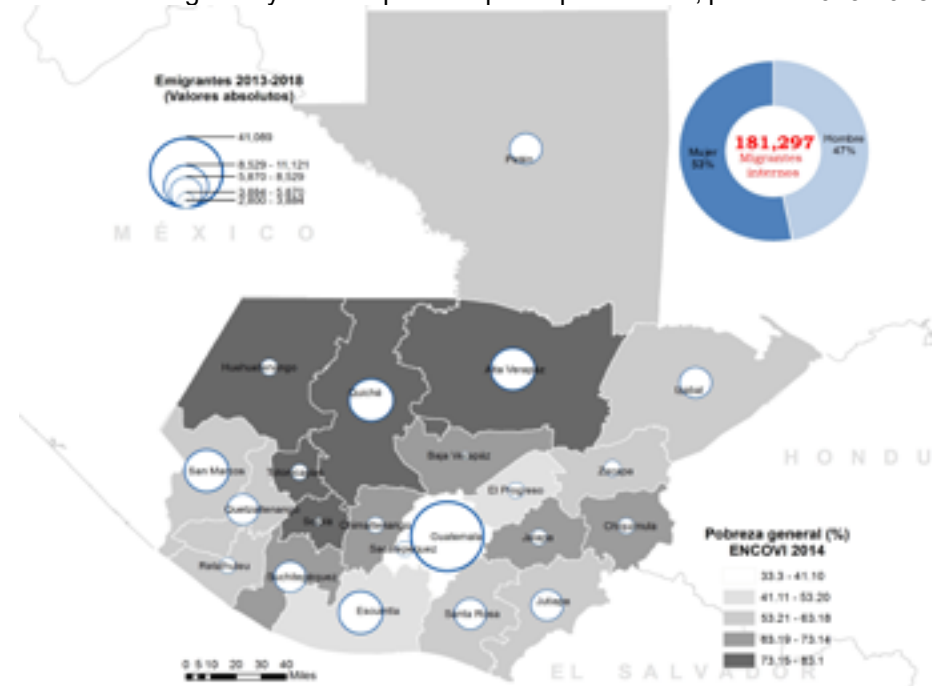 Emigrantes 2013-2018
(Valores absolutos)
41,089
8,529 - 11,121
5,870 - 8,529
Mujer
53%
Hombre
47%
181,297
Migrantes
internos
Petén
MÉXICO
Huehuetenango
Quiché
Alta Verapaz
Izabal
San Marcos
Totonicapán
Baja Verapaz
Zacapa
HONDU
El Progreso
Quetzaltenango
Sololá
Chimaltenango
Guatemala
Sacatepéquez
Jalapa
Chiquimula
Retalhuleu
Suchitepéquez
Escuintla
Santa Rosa
Jutiapa
Pobreza general (%)
ENCOVI 2014
33.3 - 41.10
41.11 - 53.20
53.21 - 63.18
63.19 - 73.14
73.15 - 83.1
0 5 10 20 30 40
Miles
EL SALVADOR